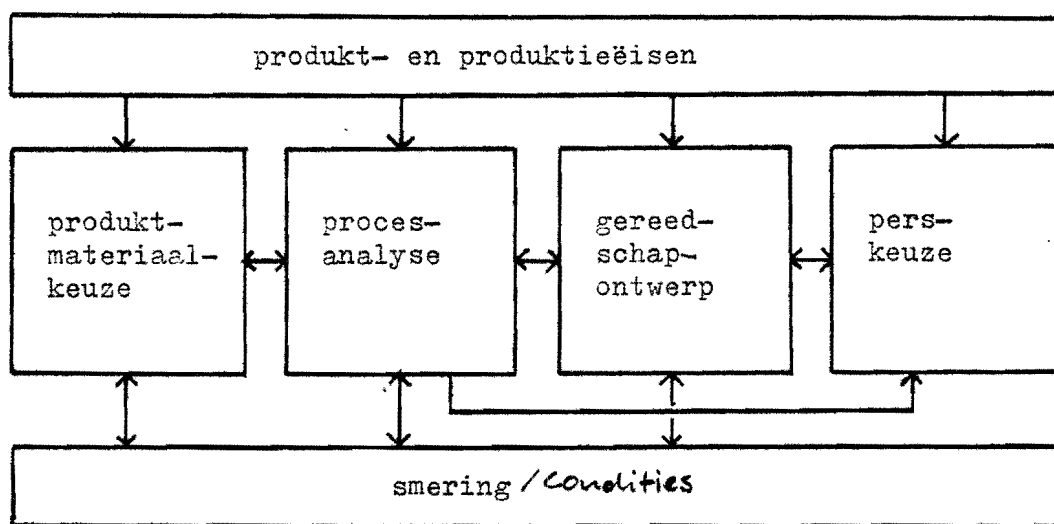 produkt- en produktieëisen
produkt-
materiaal-
keuze
proces-
analyse
gereed-
schap-
ontwerp
pers-
keuze
smering / Condities